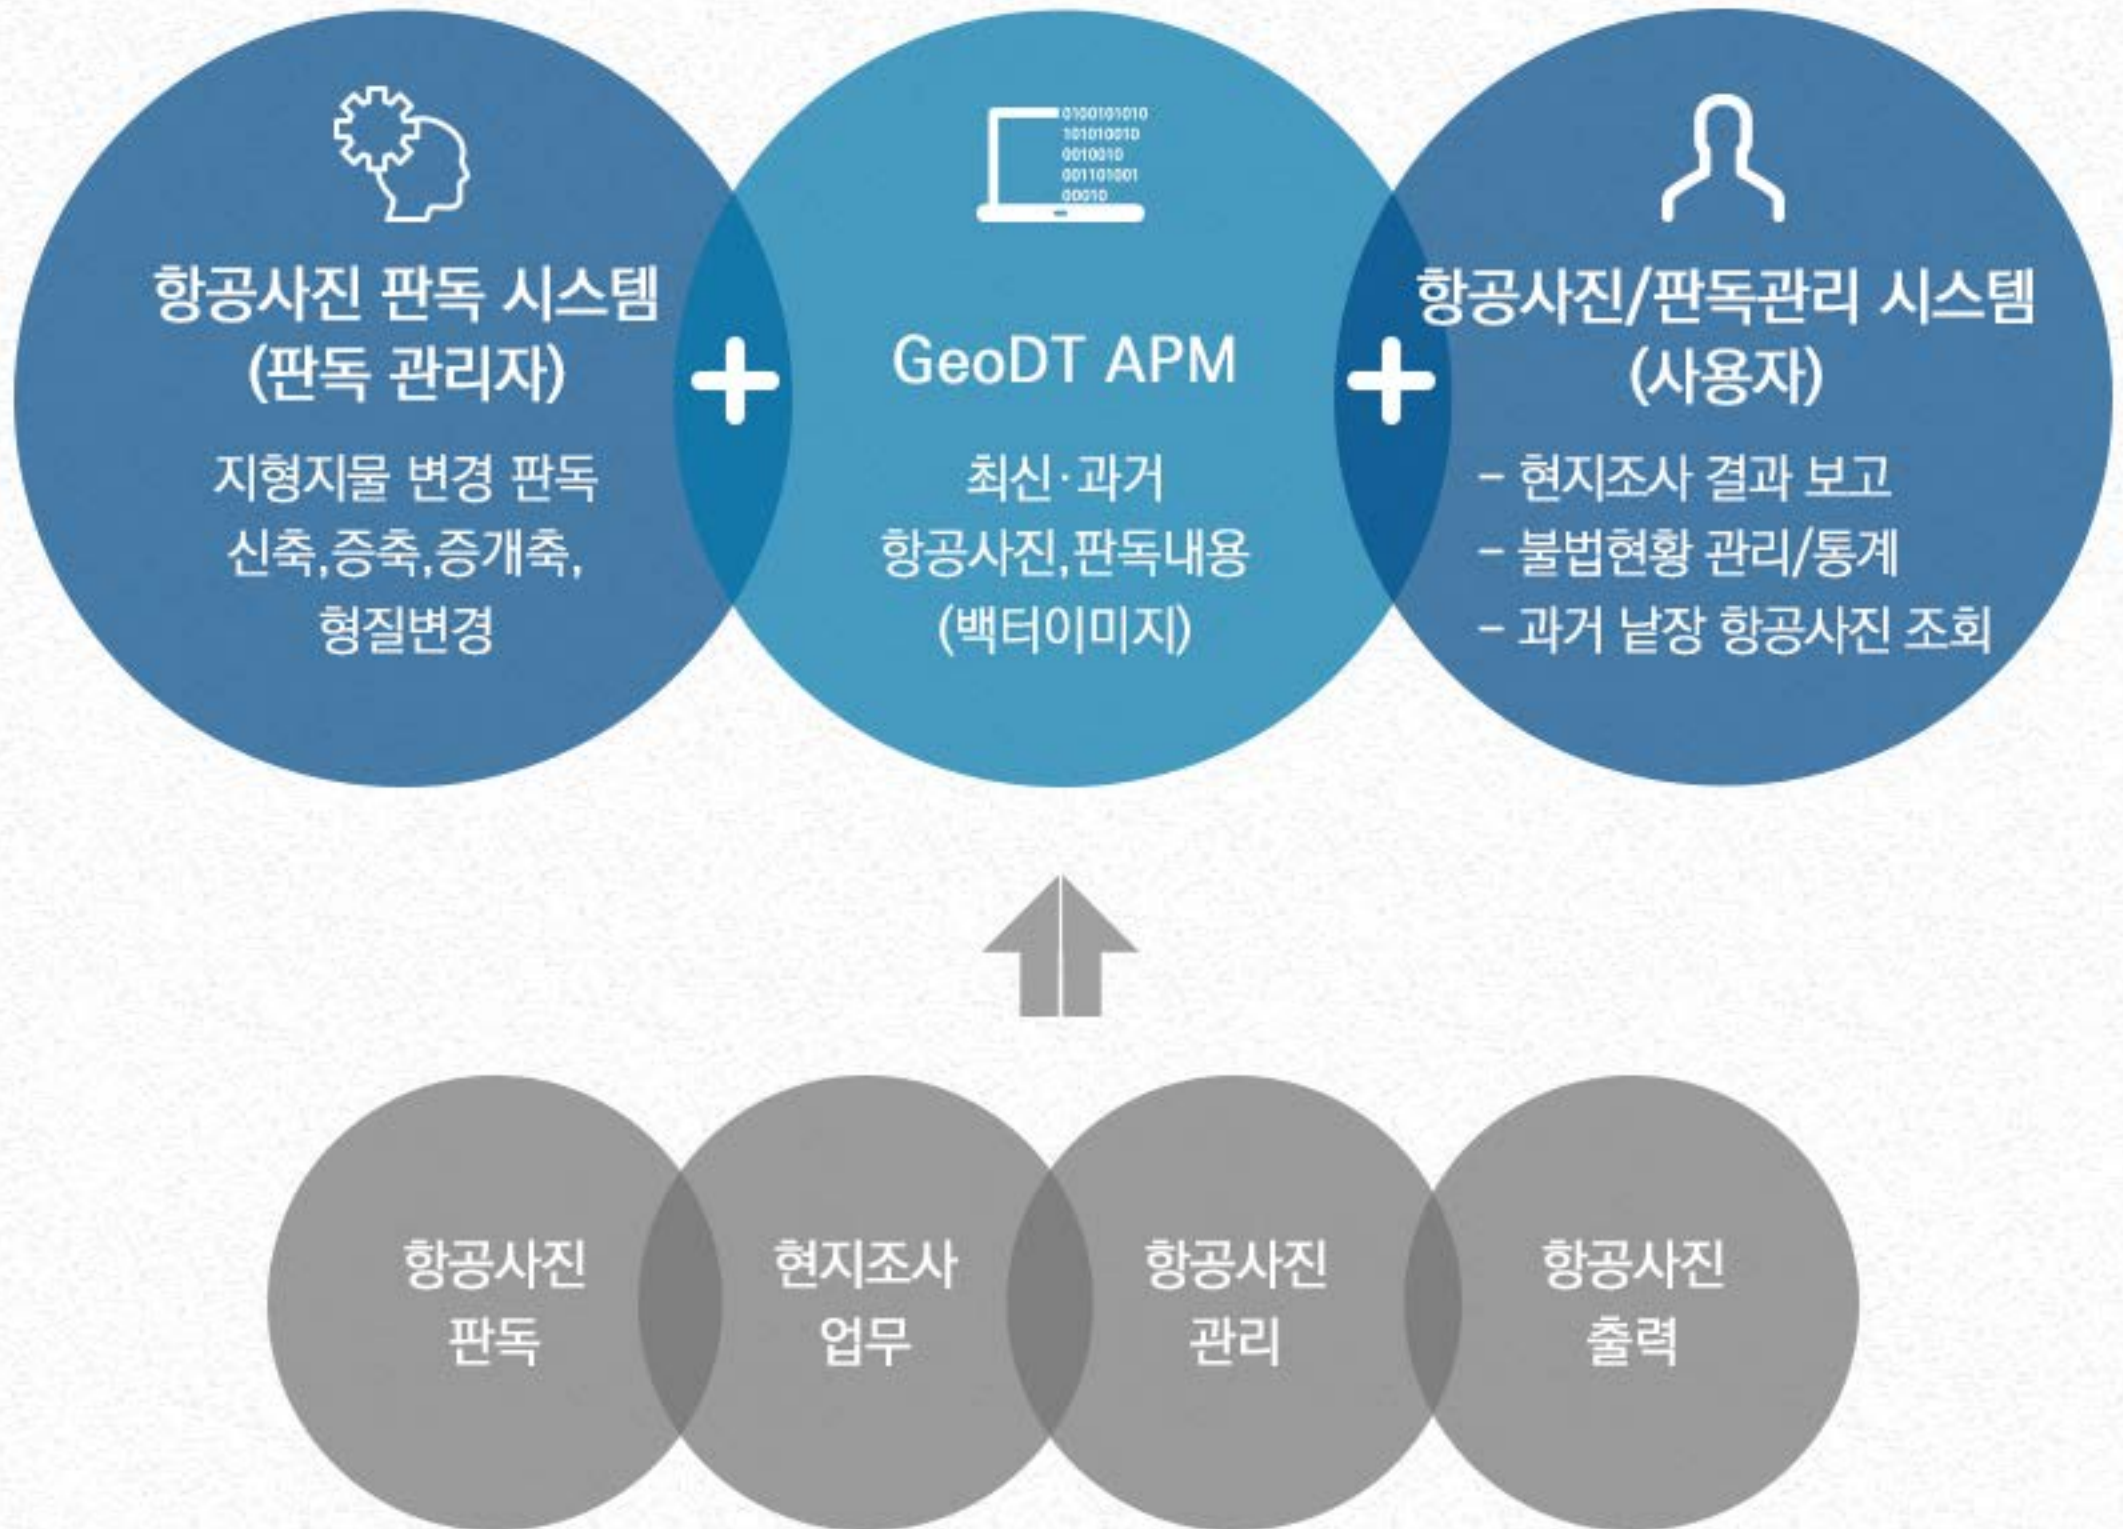 항공사진 판독 시스템
(판독 관리자)
지형지물 변경 판독
신축,증축,증개축,
형질변경
0100101010
101010010
0010010
001101001
00010
GeoDT APM
최신·과거
항공사진,판독내용
(백터이미지)
항공사진/판독관리 시스템
(사용자)
- 현지조사 결과 보고
- 불법현황 관리/통계
- 과거 낱장 항공사진 조회
항공사진
판독
현지조사
업무
항공사진
관리
항공사진
출력